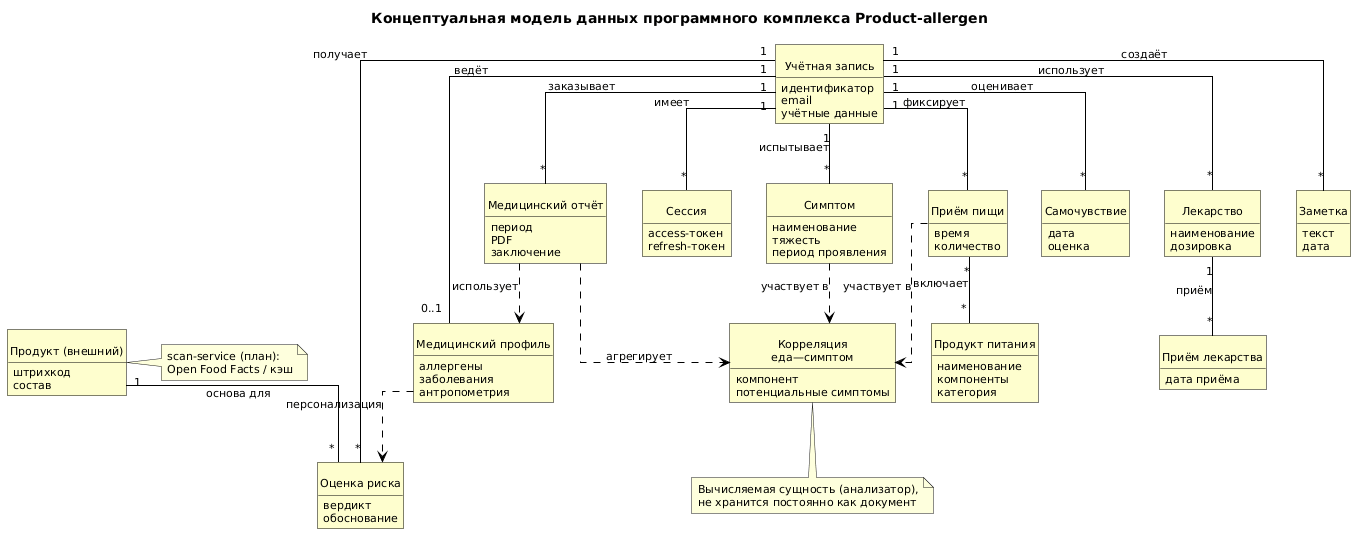 Концептуальная модель данных программного комплекса Product-allergen
получает
1
1
создаёт
Учётная запись
ведёт
1
1
использует
заказывает
1
1
оценивает
идентификатор
email
учётные данные
имеет
1
1
фиксирует
1
испытывает
*
*
*
*
*
*
*
Медицинский отчёт
период
PDF
заключение
Сессия
access-токен
refresh-токен
Симптом
наименование
тяжесть
период проявления
Приём пищи
время
количество
Самочувствие
дата
оценка
Лекарство
наименование
дозировка
Заметка
текст
дата
использует
участвует в
участвует в
*
включает
*
1
приём
*
0..1
агрегирует
Продукт (внешний)
штрихкод
состав
scan-service (план):
Open Food Facts / кэш
Медицинский профиль
аллергены
заболевания
антропометрия
Корреляция
еда—симптом
компонент
потенциальные симптомы
Продукт питания
наименование
компоненты
категория
Приём лекарства
дата приёма
1
основа для
персонализация
*
*
Оценка риска
вердикт
обоснование
Вычисляемая сущность (анализатор),
не хранится постоянно как документ